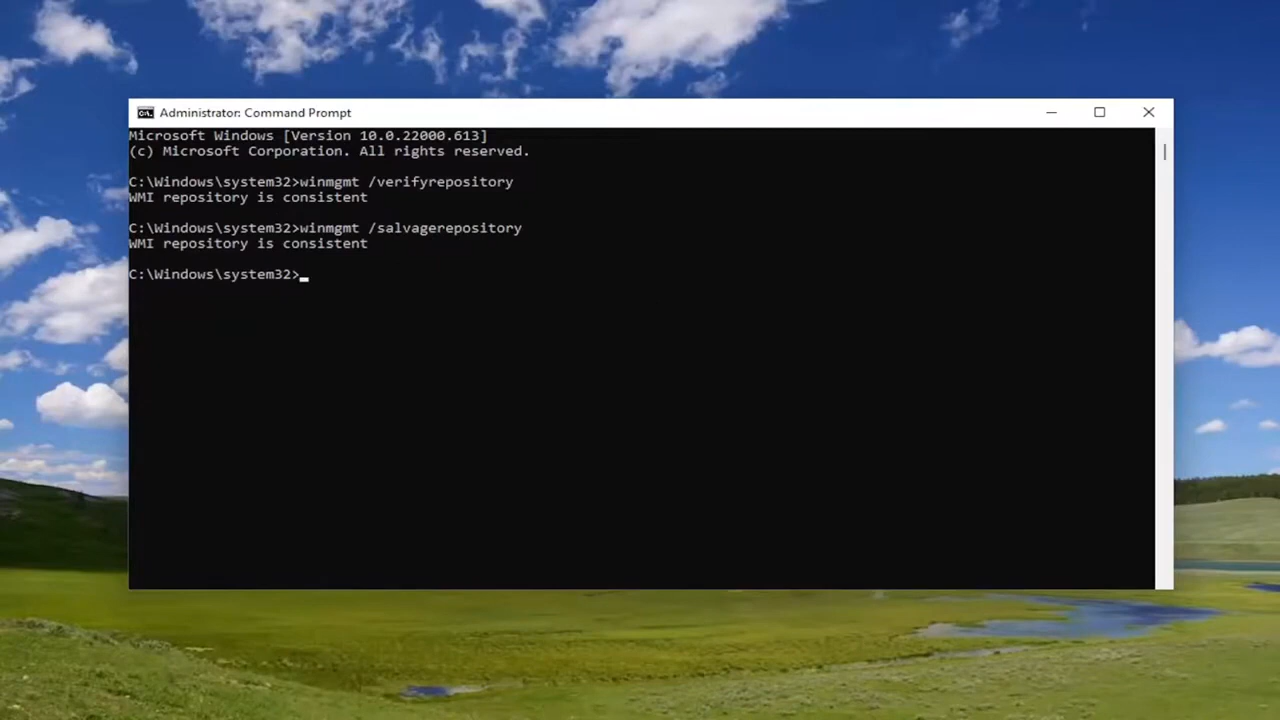 Administrator: Command Prompt
Microsoft Windows [Version 10.0.22000.613]
(c) Microsoft Corporation. All rights reserved.
C:\Windows\system32>winmgmt /verifyrepository
WMI repository is consistent
C:\Windows\system32>winmgmt /salvagerepository
WMI repository is consistent
C:\Windows\system32>